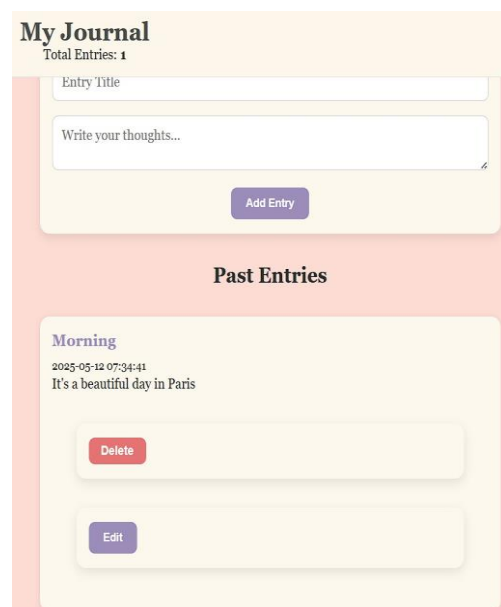 My Journal
Total Entries: 1
Entry Title
Write your thoughts...
Add Entry
Past Entries
Morning
2025-05-12 07:34:41
It's a beautiful day in Paris
Delete
Edit